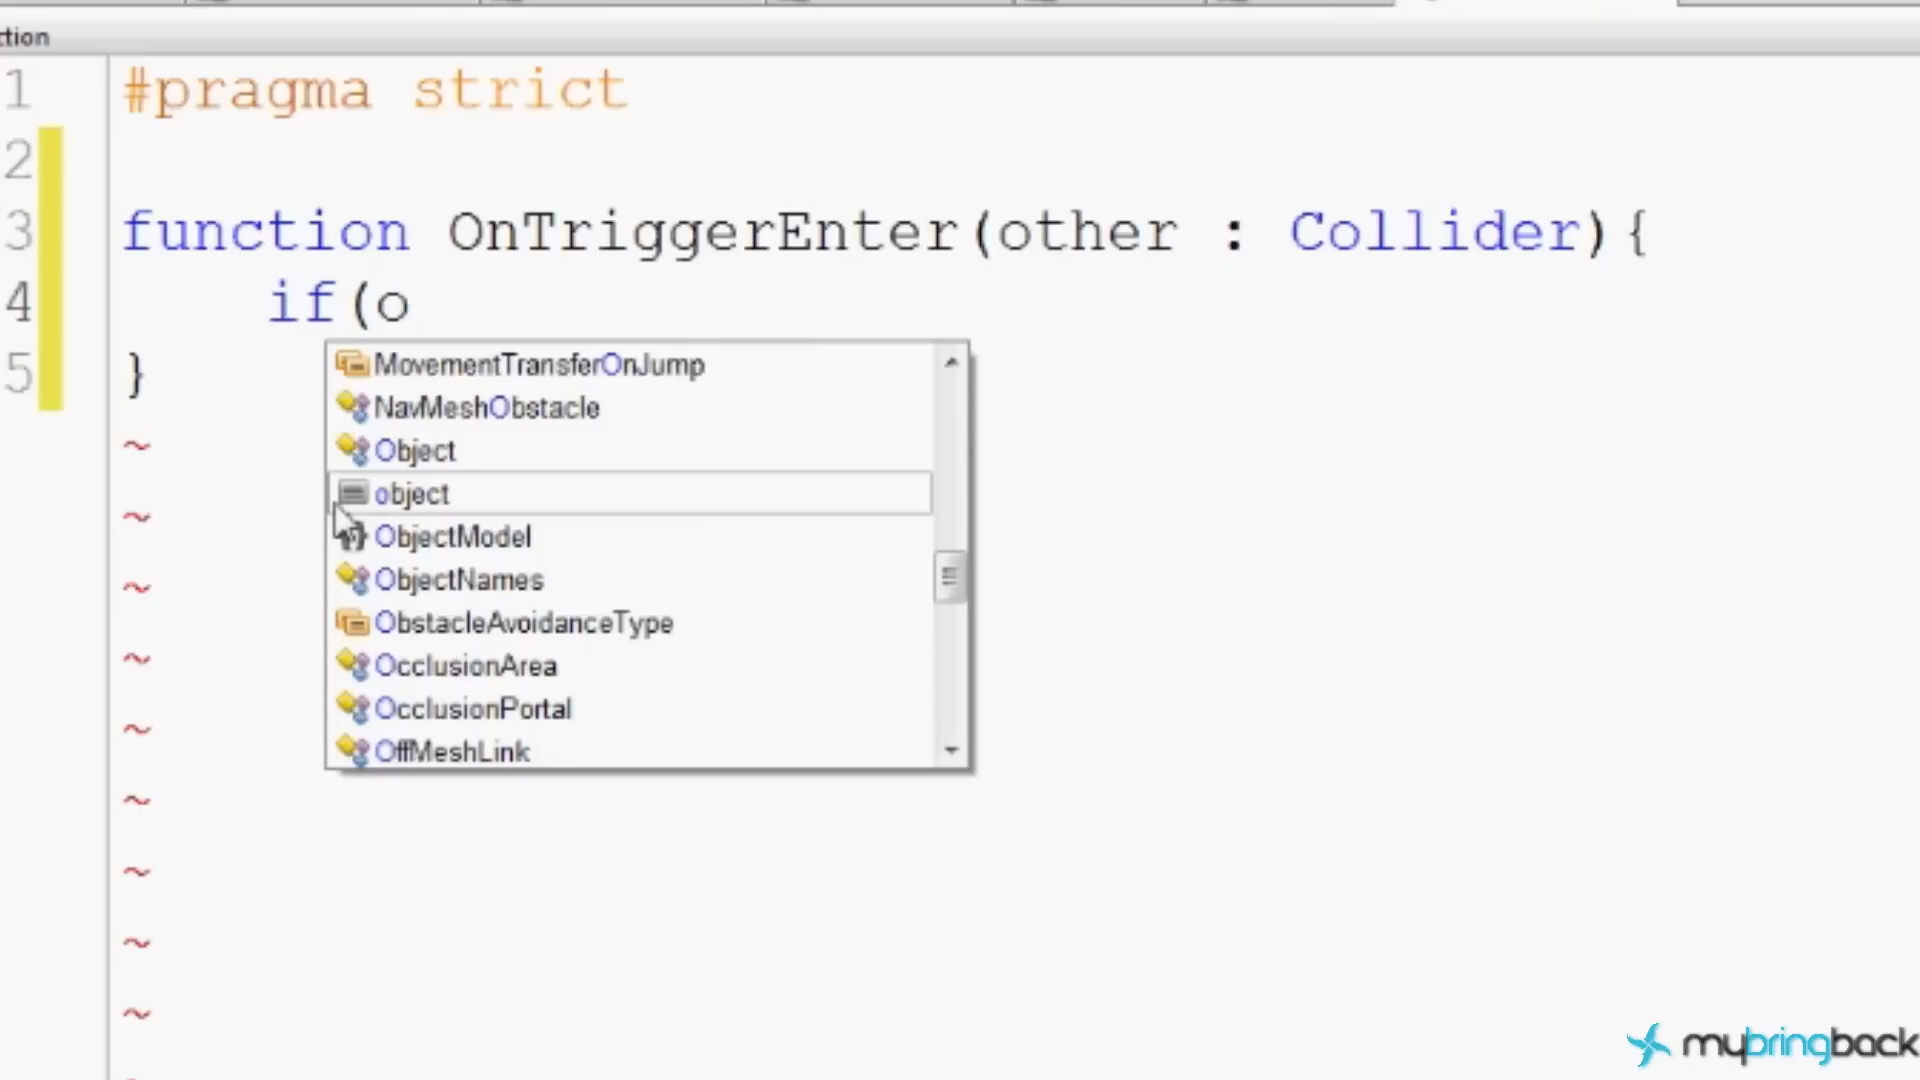 ction
1 #pragma strict
2
3 function OnTriggerEnter(other : Collider){
4 if(o
5 }
MovementTransferOnJump
NavMeshObstacle
Object
object
ObjectModel
ObjectNames
ObstacleAvoidanceType
OcclusionArea
OcclusionPortal
OffMeshLink
~
~
~
~
~
~
~
~
~
mybringback